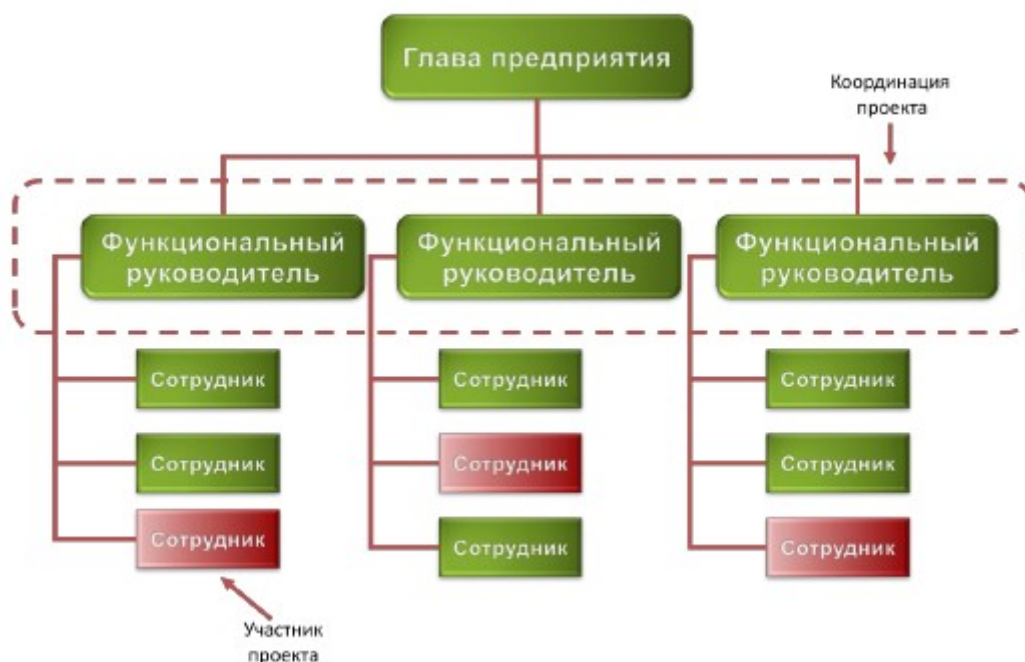 Глава предприятия
Координация
проекта
Функциональный
руководитель
Функциональный
руководитель
Функциональный
руководитель
Сотрудник
Сотрудник
Сотрудник
Сотрудник
Сотрудник
Сотрудник
Сотрудник
Сотрудник
Сотрудник
Участник
проекта